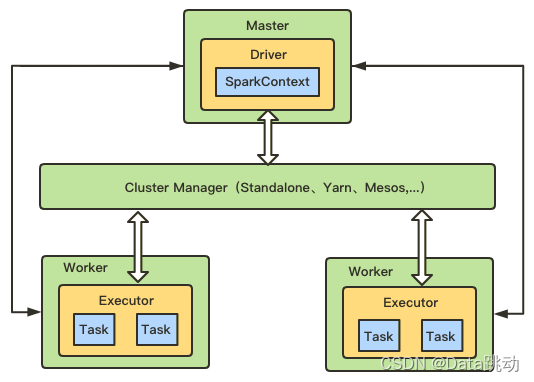 Master
Driver
SparkContext
Cluster Manager（Standalone、Yarn、Mesos,...）
Worker
Executor
Task
Task
Worker
Executor
Task
Task
CSDN @Data跳动